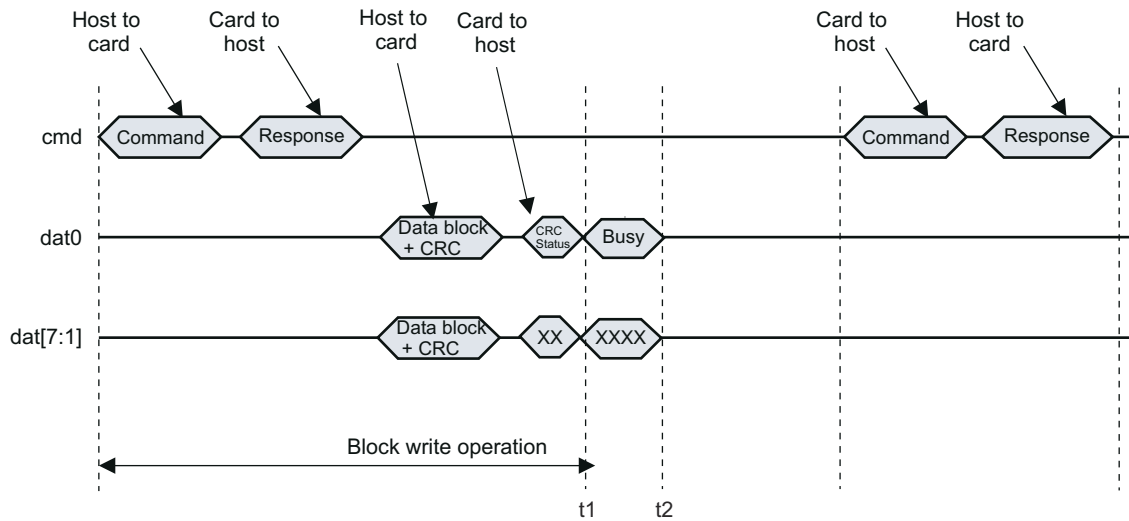 Host to
card
Card to
host
Host to
card
Card to
host
Card to
host
Host to
card
cmd
Command
Response
Command
Response
dat0
Data block
+ CRC
CRC
Status
Busy
dat[7:1]
Data block
+ CRC
XX
XXXX
Block write operation
t1
t2